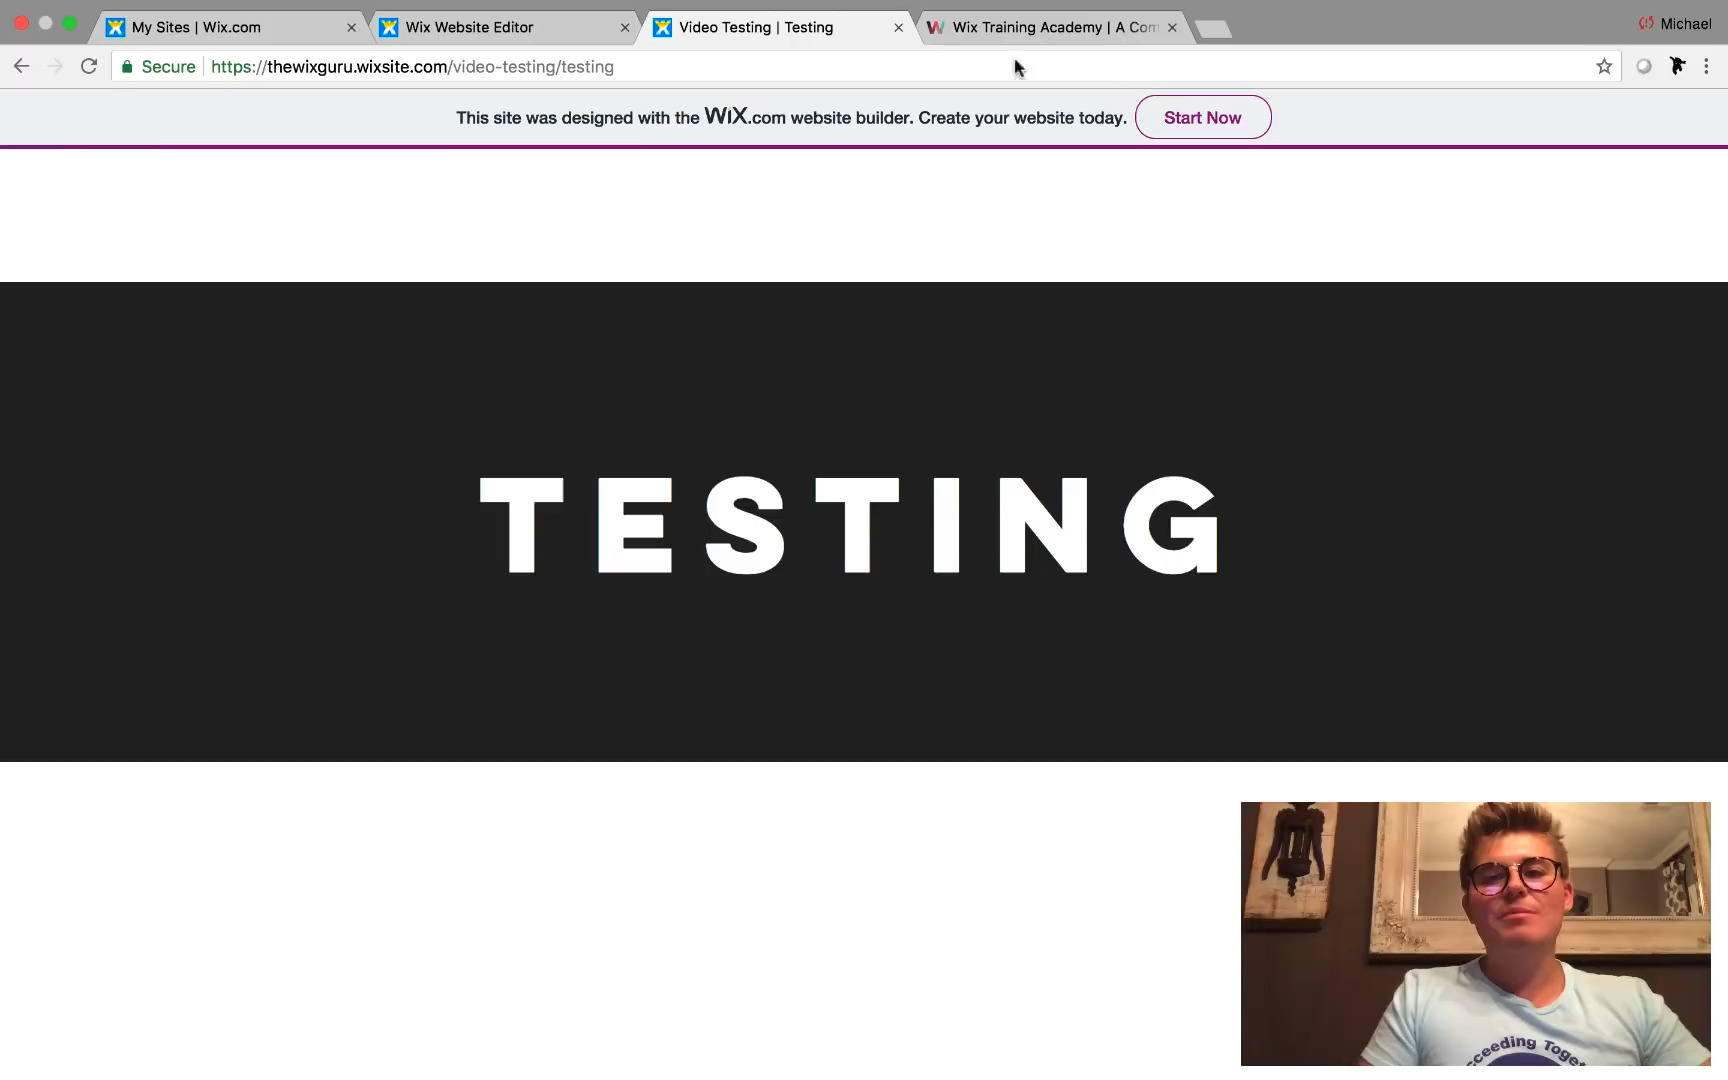 My Sites | Wix.com
Wix Website Editor
Video Testing | Testing
Wix Training Academy | A Com
Michael
Secure
https://thewixguru.wixsite.com/video-testing/testing
This site was designed with the WiX.com website builder. Create your website today.
Start Now
TESTING
cceeding Toge